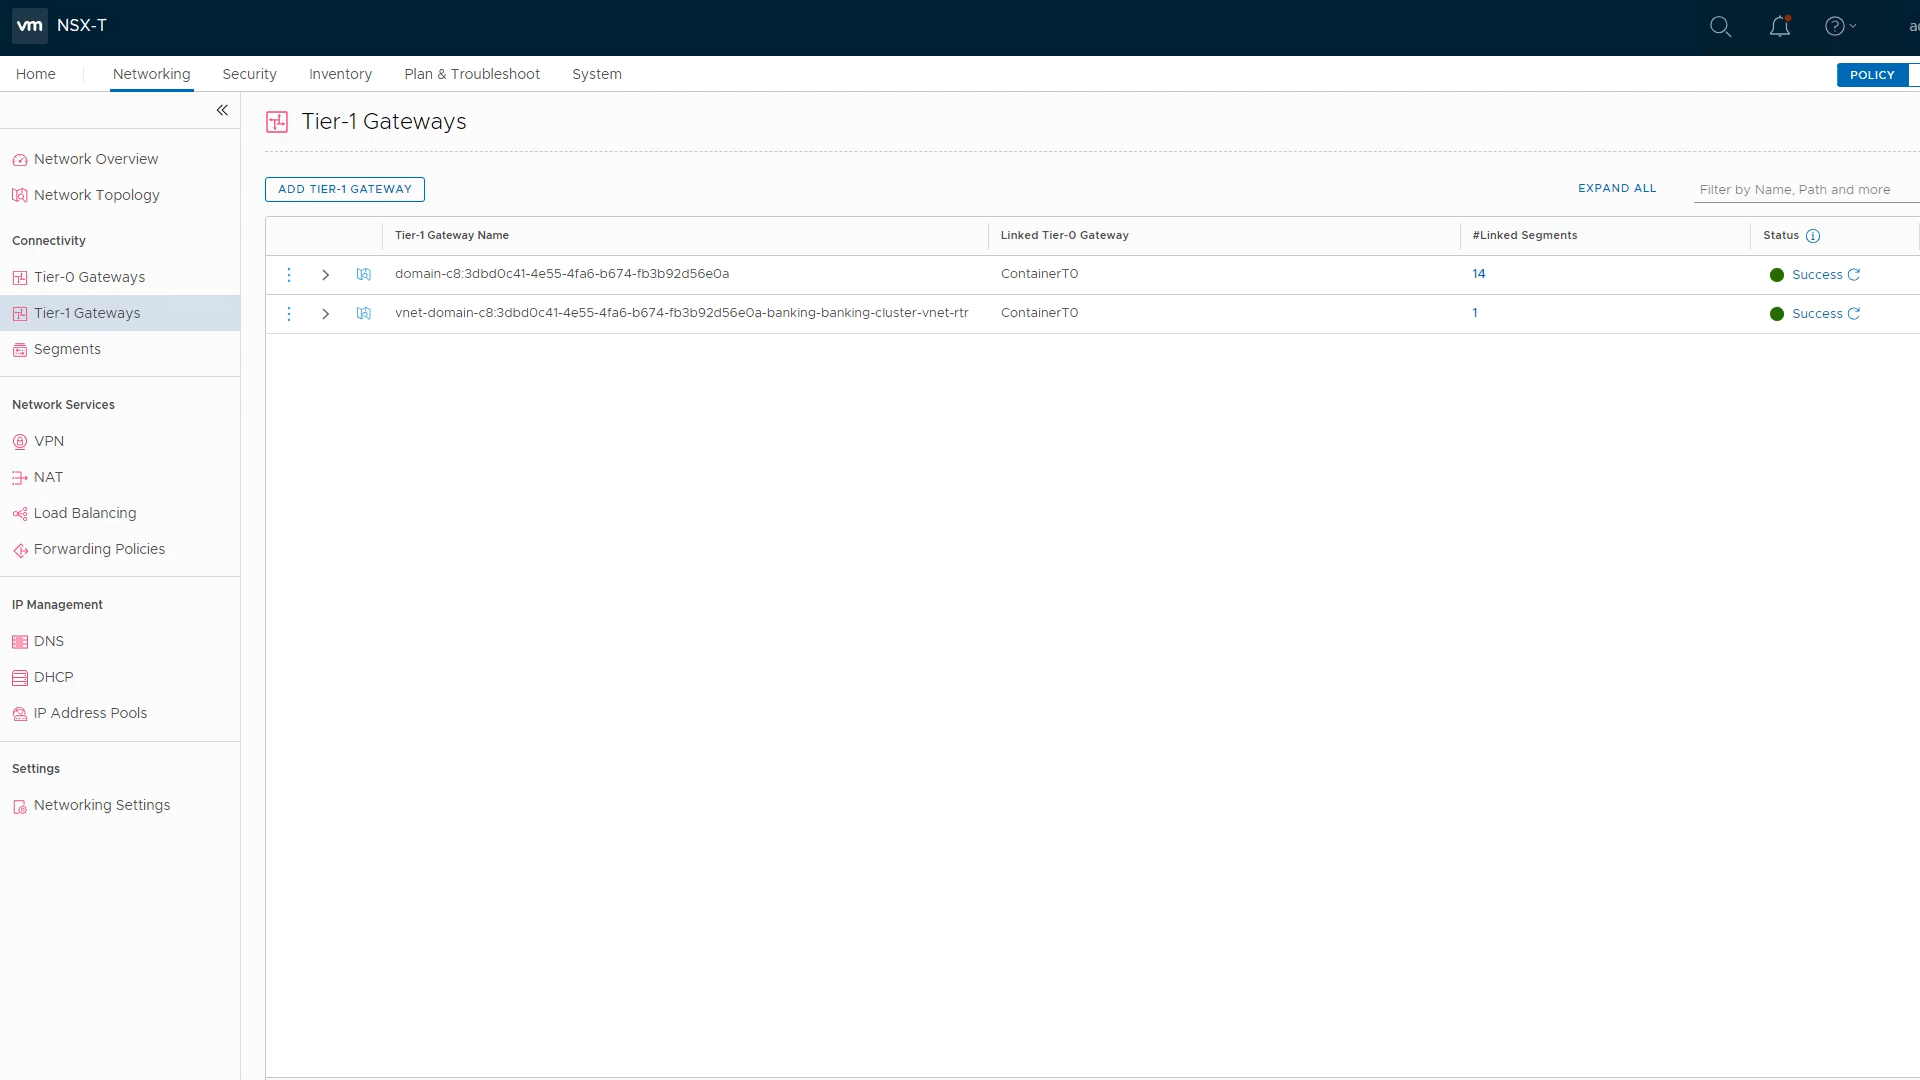 vm NSX-T
Home Networking Security Inventory Plan & Troubleshoot System POLICY
Network Overview
Network Topology
Connectivity
Tier-0 Gateways
Tier-1 Gateways
Segments
Network Services
VPN
NAT
Load Balancing
Forwarding Policies
IP Management
DNS
DHCP
IP Address Pools
Settings
Networking Settings
Tier-1 Gateways
ADD TIER-1 GATEWAY EXPAND ALL Filter by Name, Path and more
Tier-1 Gateway Name Linked Tier-0 Gateway #Linked Segments Status
domain-c8:3dbd0c41-4e55-4fa6-b674-fb3b92d56e0a ContainerT0 14 Success
vnet-domain-c8:3dbd0c41-4e55-4fa6-b674-fb3b92d56e0a-banking-banking-cluster-vnet-rtr ContainerT0 1 Success